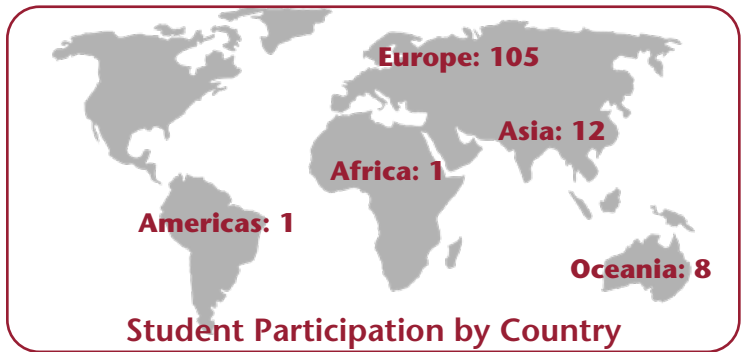 Europe: 105
Asia: 12
Africa: 1
Americas: 1
Oceania: 8
Student Participation by Country